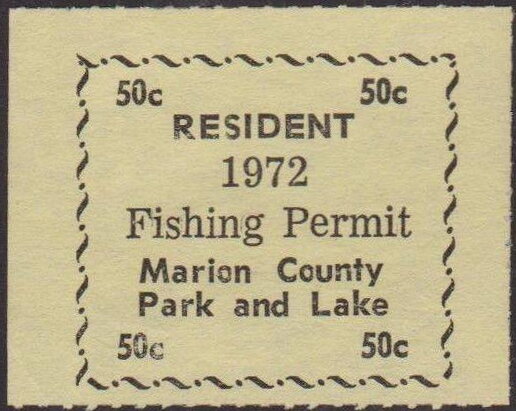 50c 50c
RESIDENT
1972
Fishing Permit
Marion County
Park and Lake
50c 50c